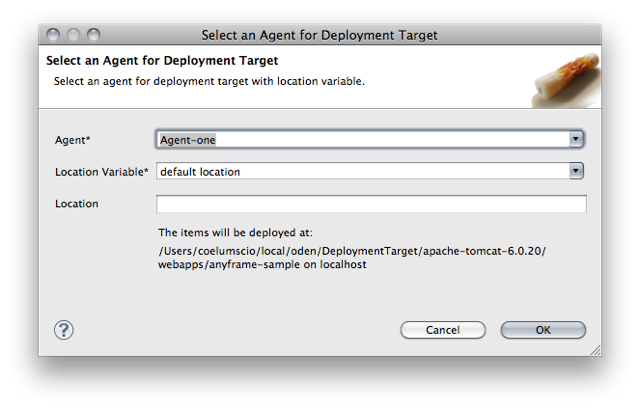 Select an Agent for Deployment Target
Select an Agent for Deployment Target
Select an agent for deployment target with location variable.
Agent* Agent-one
Location Variable* default location
Location
The items will be deployed at:
/Users/coelumscio/local/oden/DeploymentTarget/apache-tomcat-6.0.20/
webapps/anyframe-sample on localhost
? Cancel OK